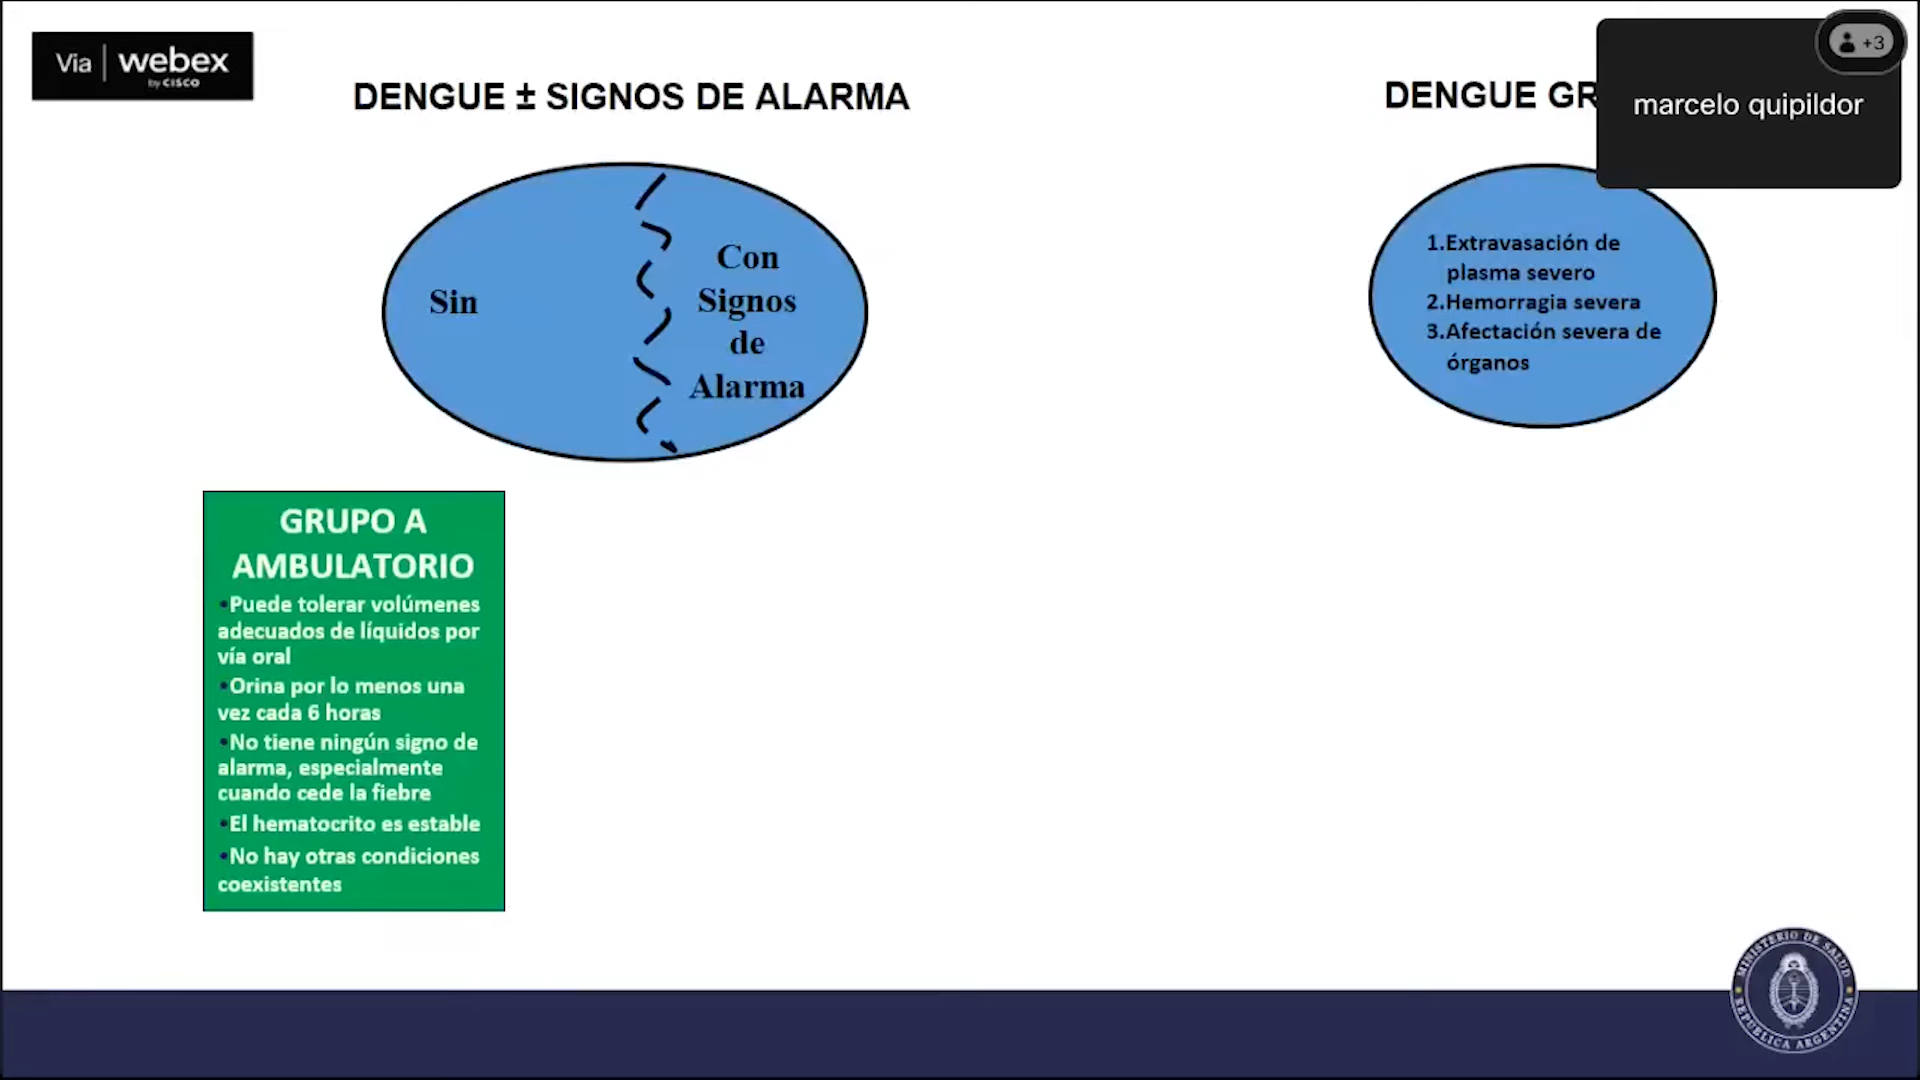 Via webex
by CISCO
DENGUE ± SIGNOS DE ALARMA
DENGUE
+3
marcelo quipildor
Sin
Con
Signos
de
Alarma
1.Extravasación de
plasma severo
2.Hemorragia severa
3.Afectación severa de
órganos
GRUPO A
AMBULATORIO
•Puede tolerar volúmenes
adecuados de líquidos por
vía oral
•Orina por lo menos una
vez cada 6 horas
•No tiene ningún signo de
alarma, especialmente
cuando cede la fiebre
•El hematocrito es estable
•No hay otras condiciones
coexistentes
MINISTERIO DE SALUD
REPÚBLICA ARGENTINA